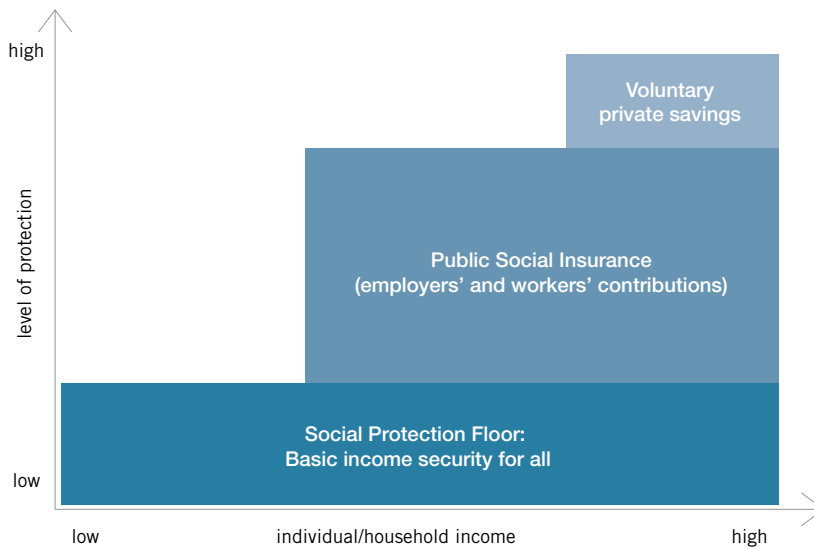 high
Voluntary
private savings
level of protection
Public Social Insurance
(employers’ and workers’ contributions)
Social Protection Floor:
Basic income security for all
low
low
individual/household income
high